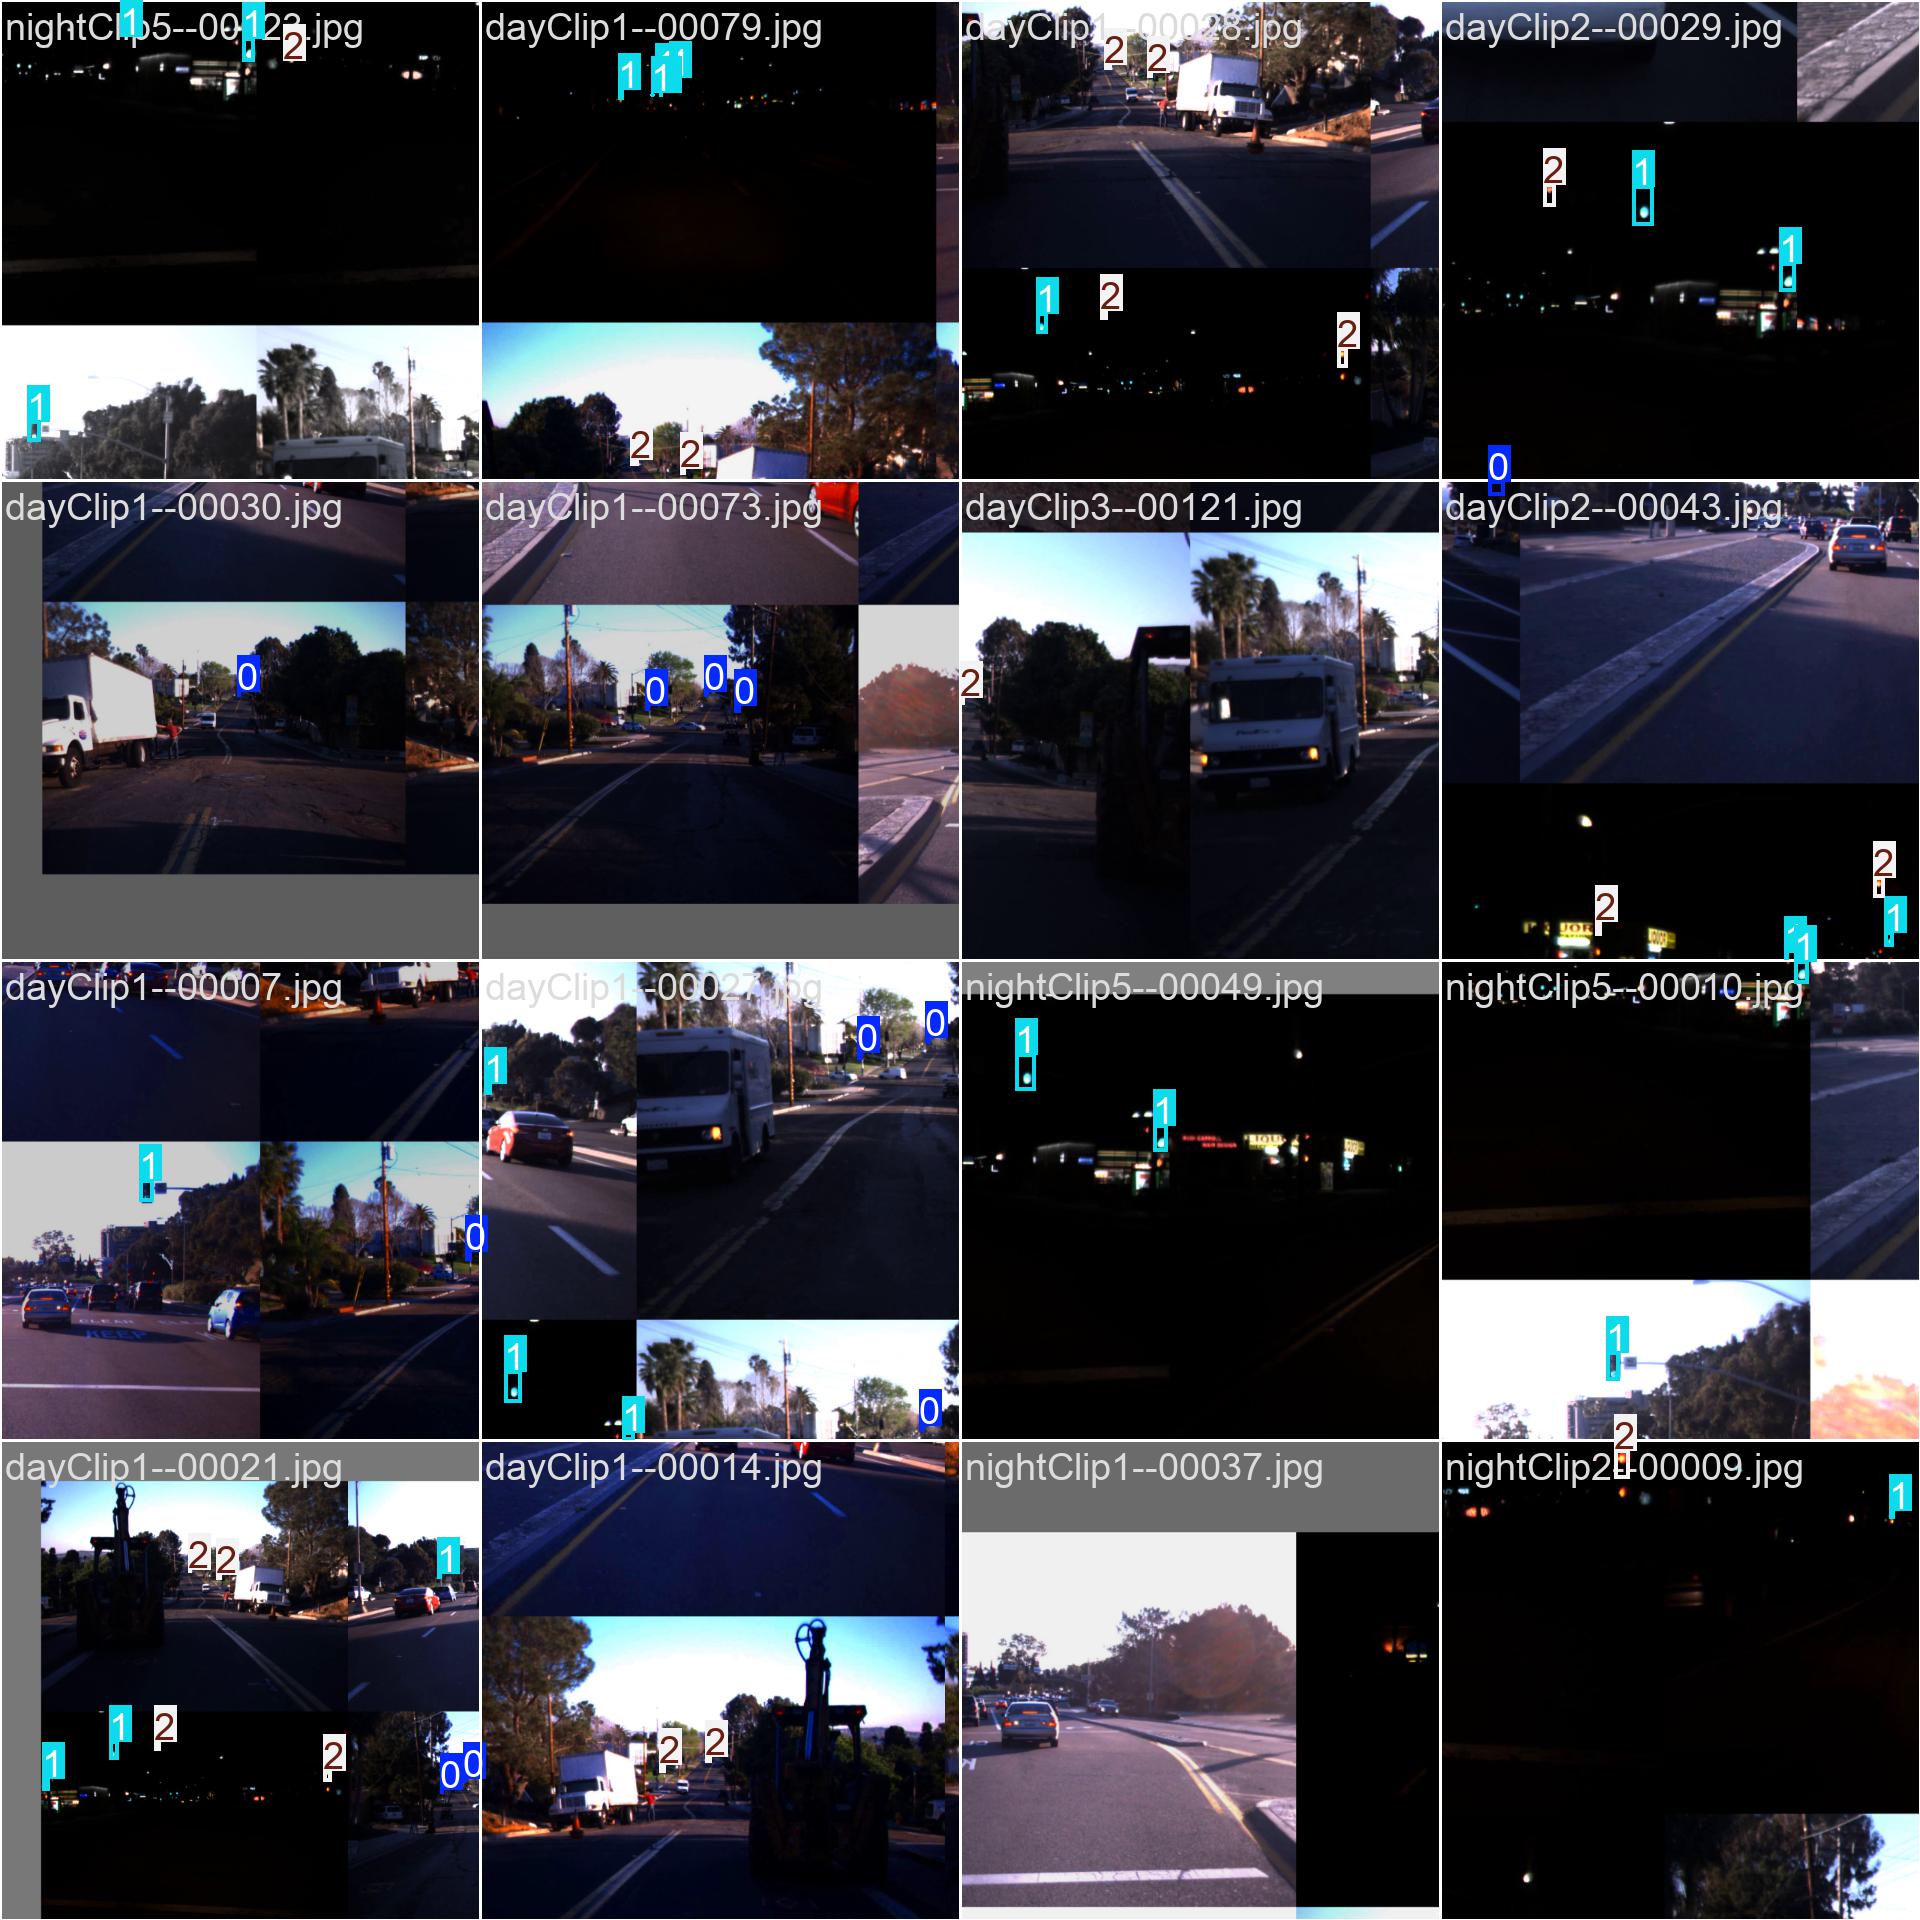 nightClip5--00123.jpg
dayClip1--00079.jpg
dayClip1--00028.jpg
dayClip2--00029.jpg
1
1
2
1
1
1
1
2
2
2
2
1
2
2
2
1
1
0
dayClip1--00030.jpg
dayClip1--00073.jpg
dayClip3--00121.jpg
dayClip2--00043.jpg
0
0
0
0
2
2
2
1
1
1
dayClip1--00007.jpg
dayClip1--00027.jpg
nightClip5--00049.jpg
nightClip5--00010.jpg
1
0
1
0
0
1
1
0
1
1
1
2
dayClip1--00021.jpg
dayClip1--00014.jpg
nightClip1--00037.jpg
nightClip2--00009.jpg
2
2
1
1
1
2
2
0
0
2
2
1
KEEP
CLEAR